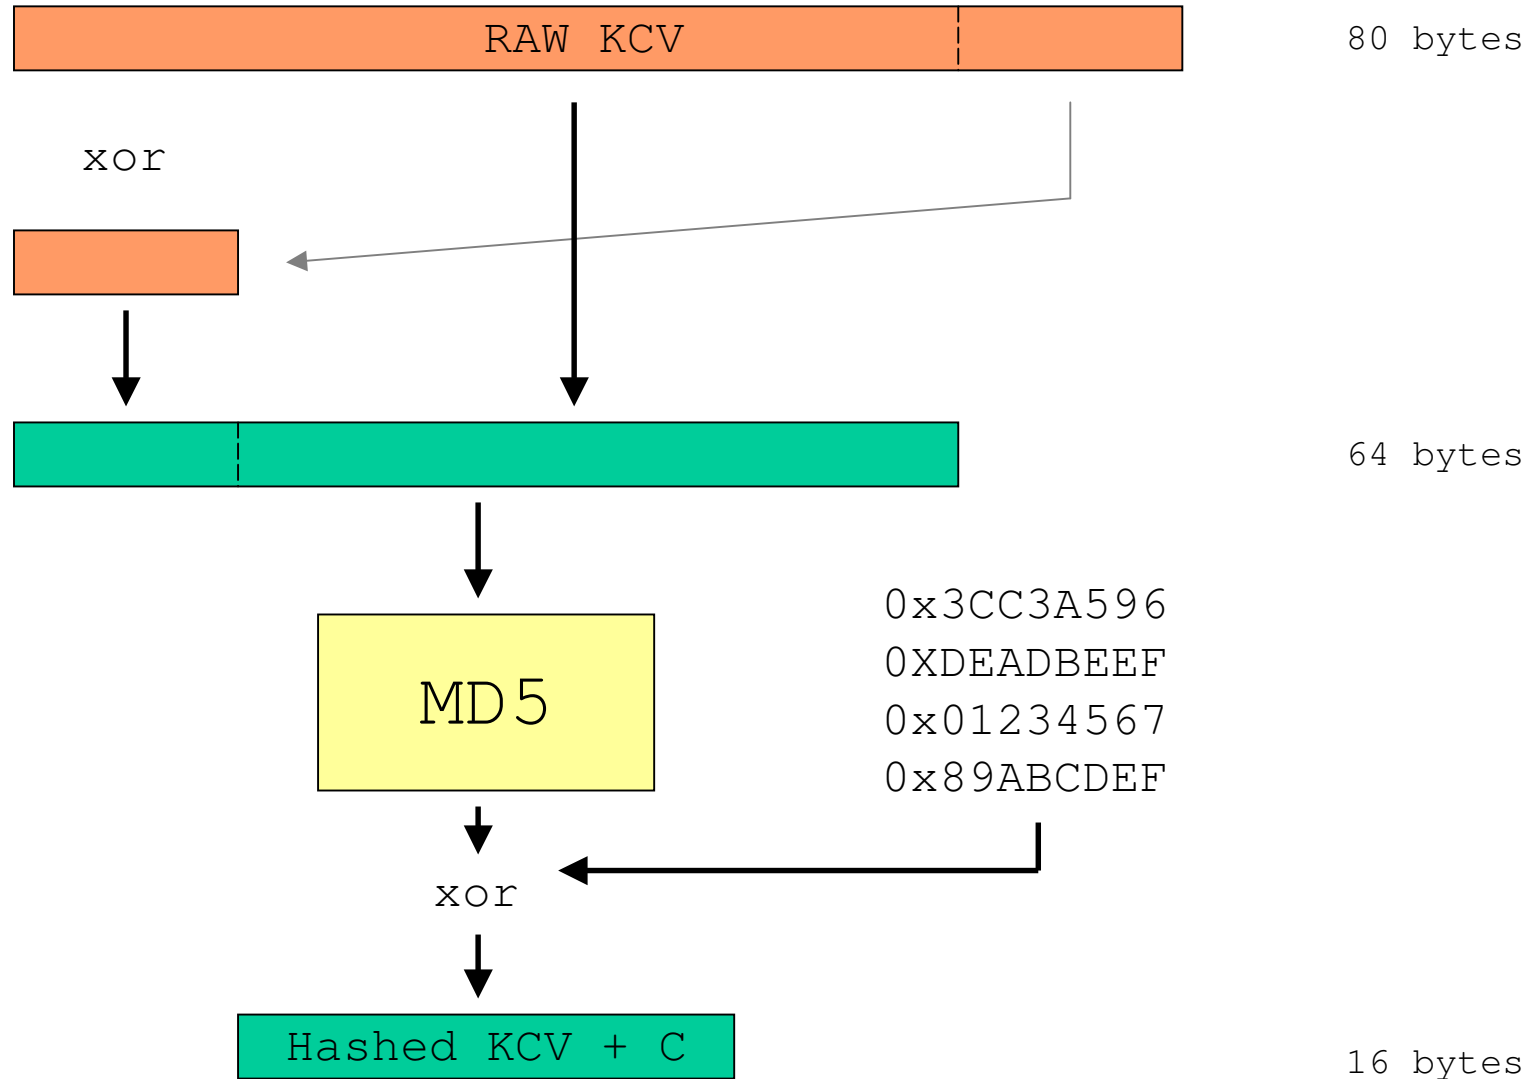 RAW KCV
80 bytes
xor
64 bytes
0x3CC3A596
0XDEADBEEF
0x01234567
0x89ABCDEF
MD5
xor
Hashed KCV + C
16 bytes